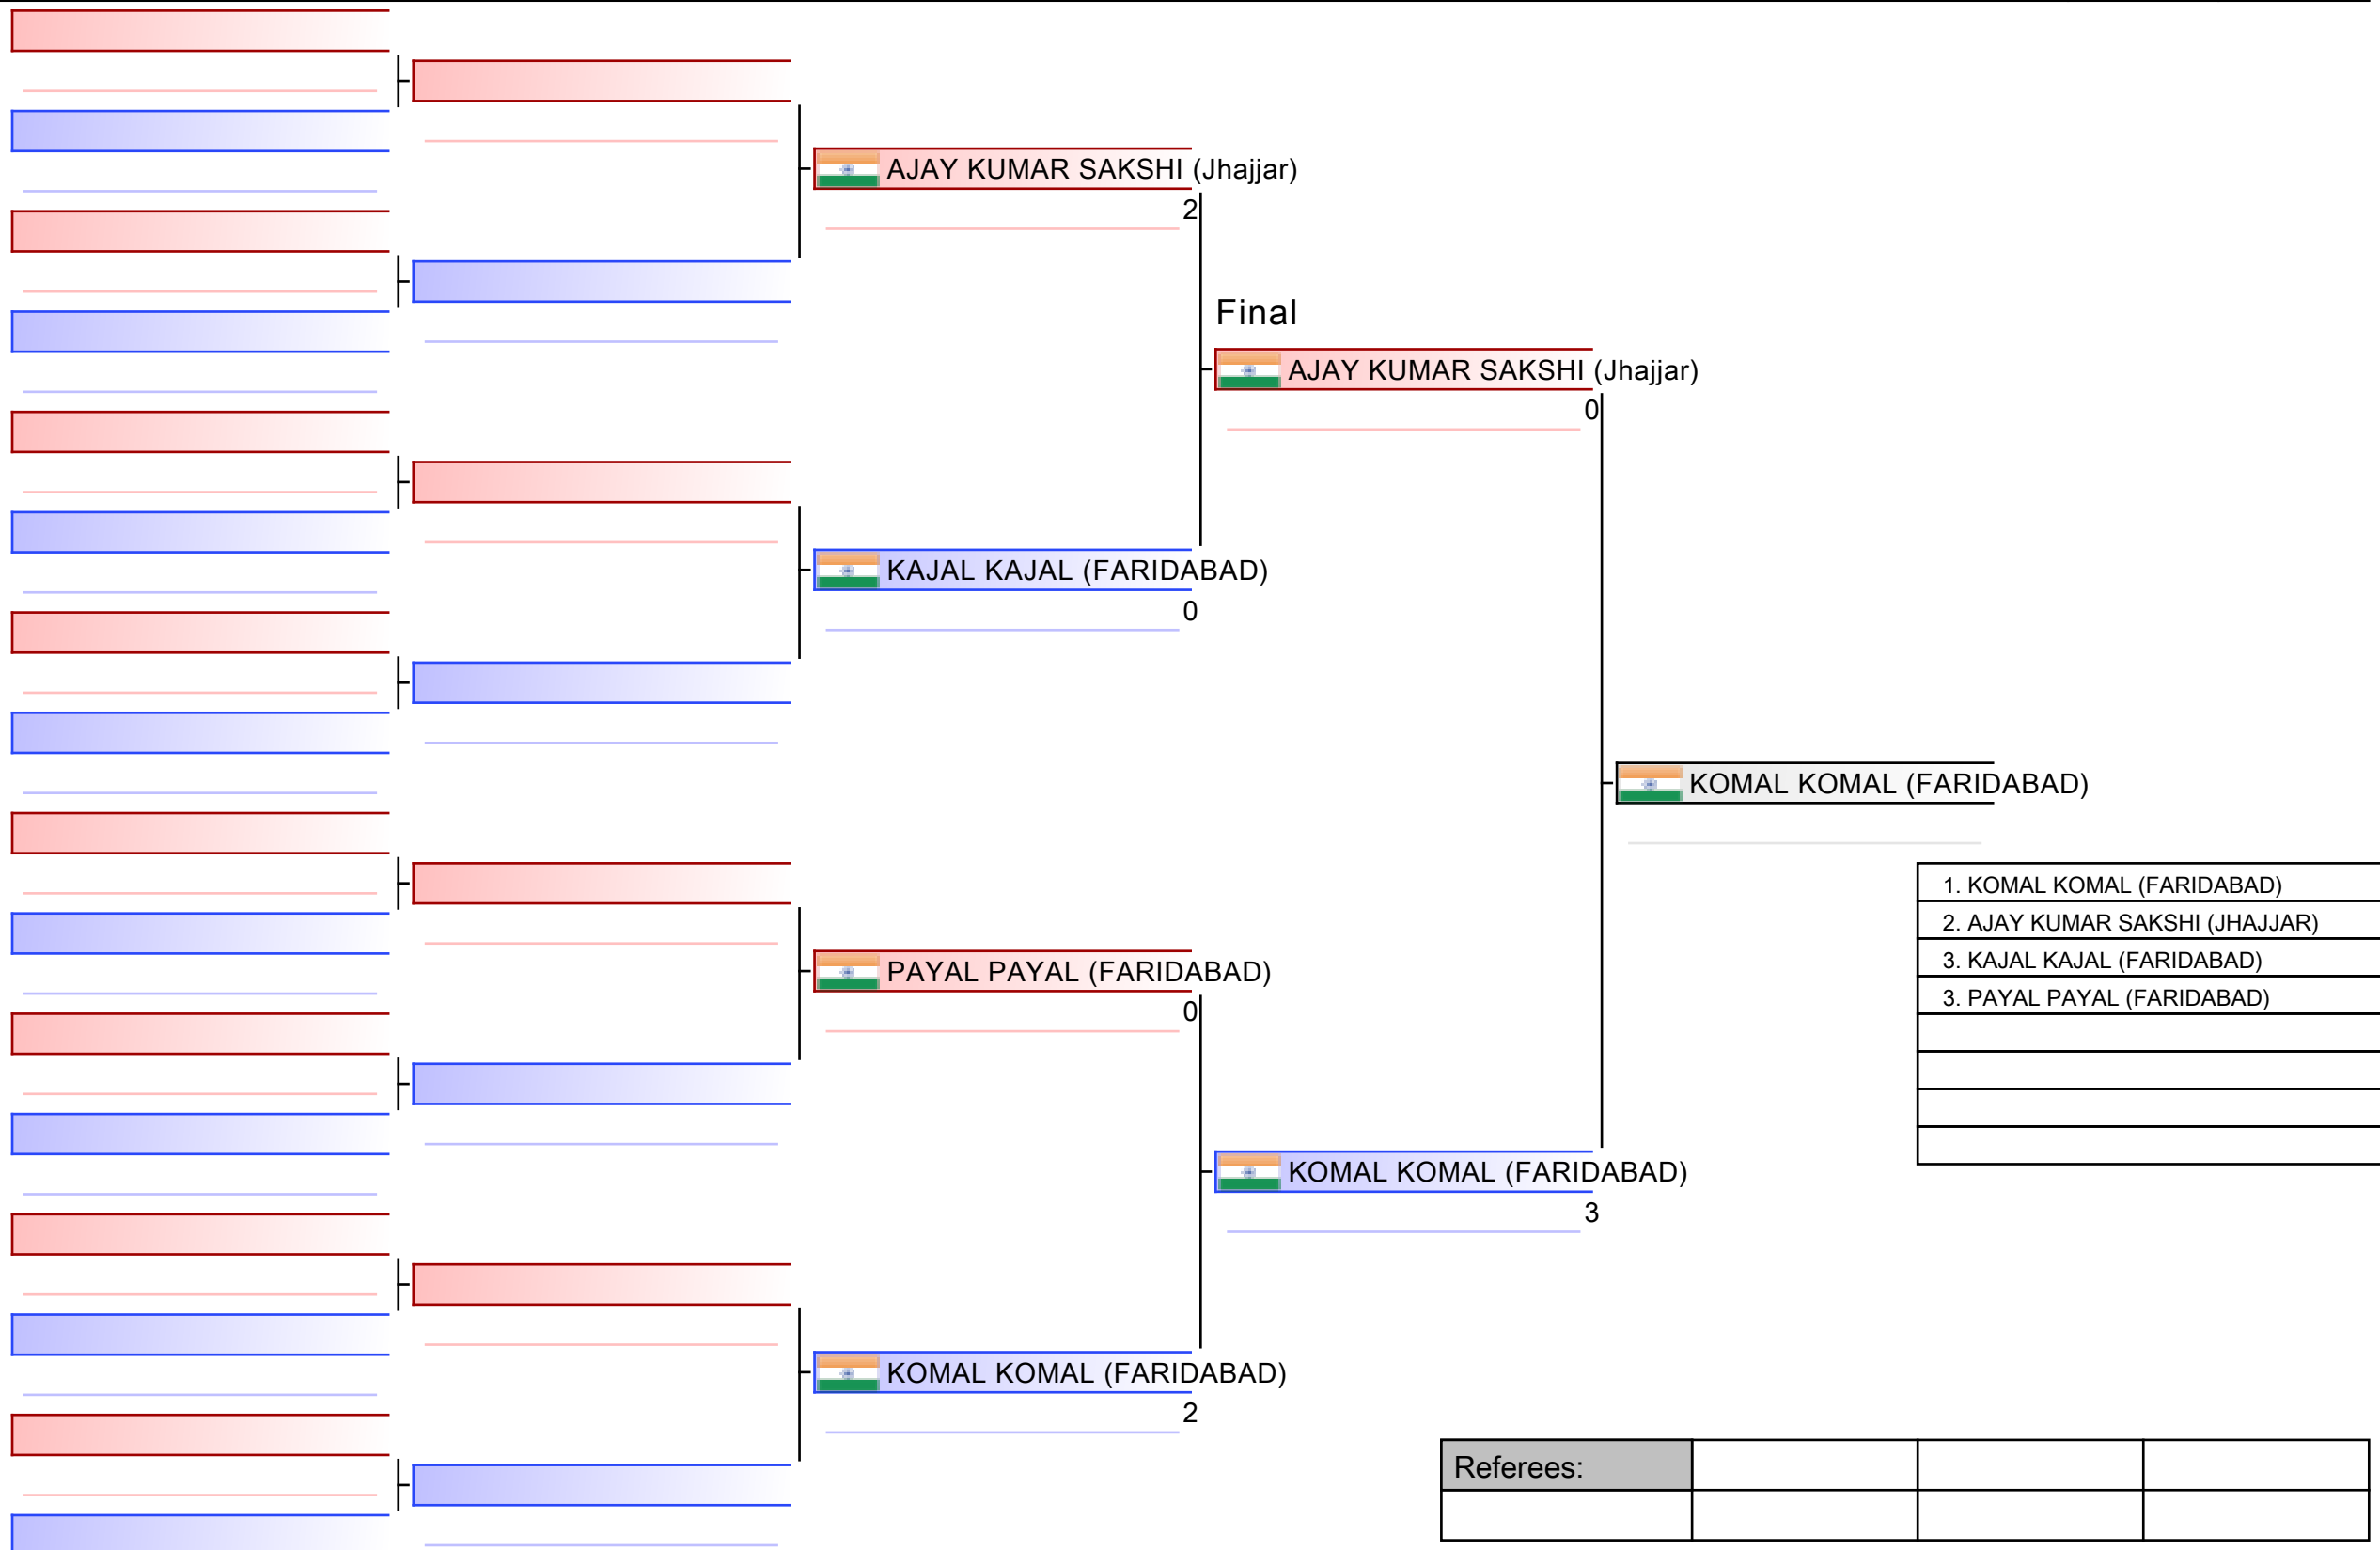 AJAY KUMAR SAKSHI (Jhajjar)
2
KAJAL KAJAL (FARIDABAD)
0
PAYAL PAYAL (FARIDABAD)
0
KOMAL KOMAL (FARIDABAD)
2
Final
AJAY KUMAR SAKSHI (Jhajjar)
0
KOMAL KOMAL (FARIDABAD)
3
KOMAL KOMAL (FARIDABAD)
1. KOMAL KOMAL (FARIDABAD)
2. AJAY KUMAR SAKSHI (JHAJJAR)
3. KAJAL KAJAL (FARIDABAD)
3. PAYAL PAYAL (FARIDABAD)
Referees: